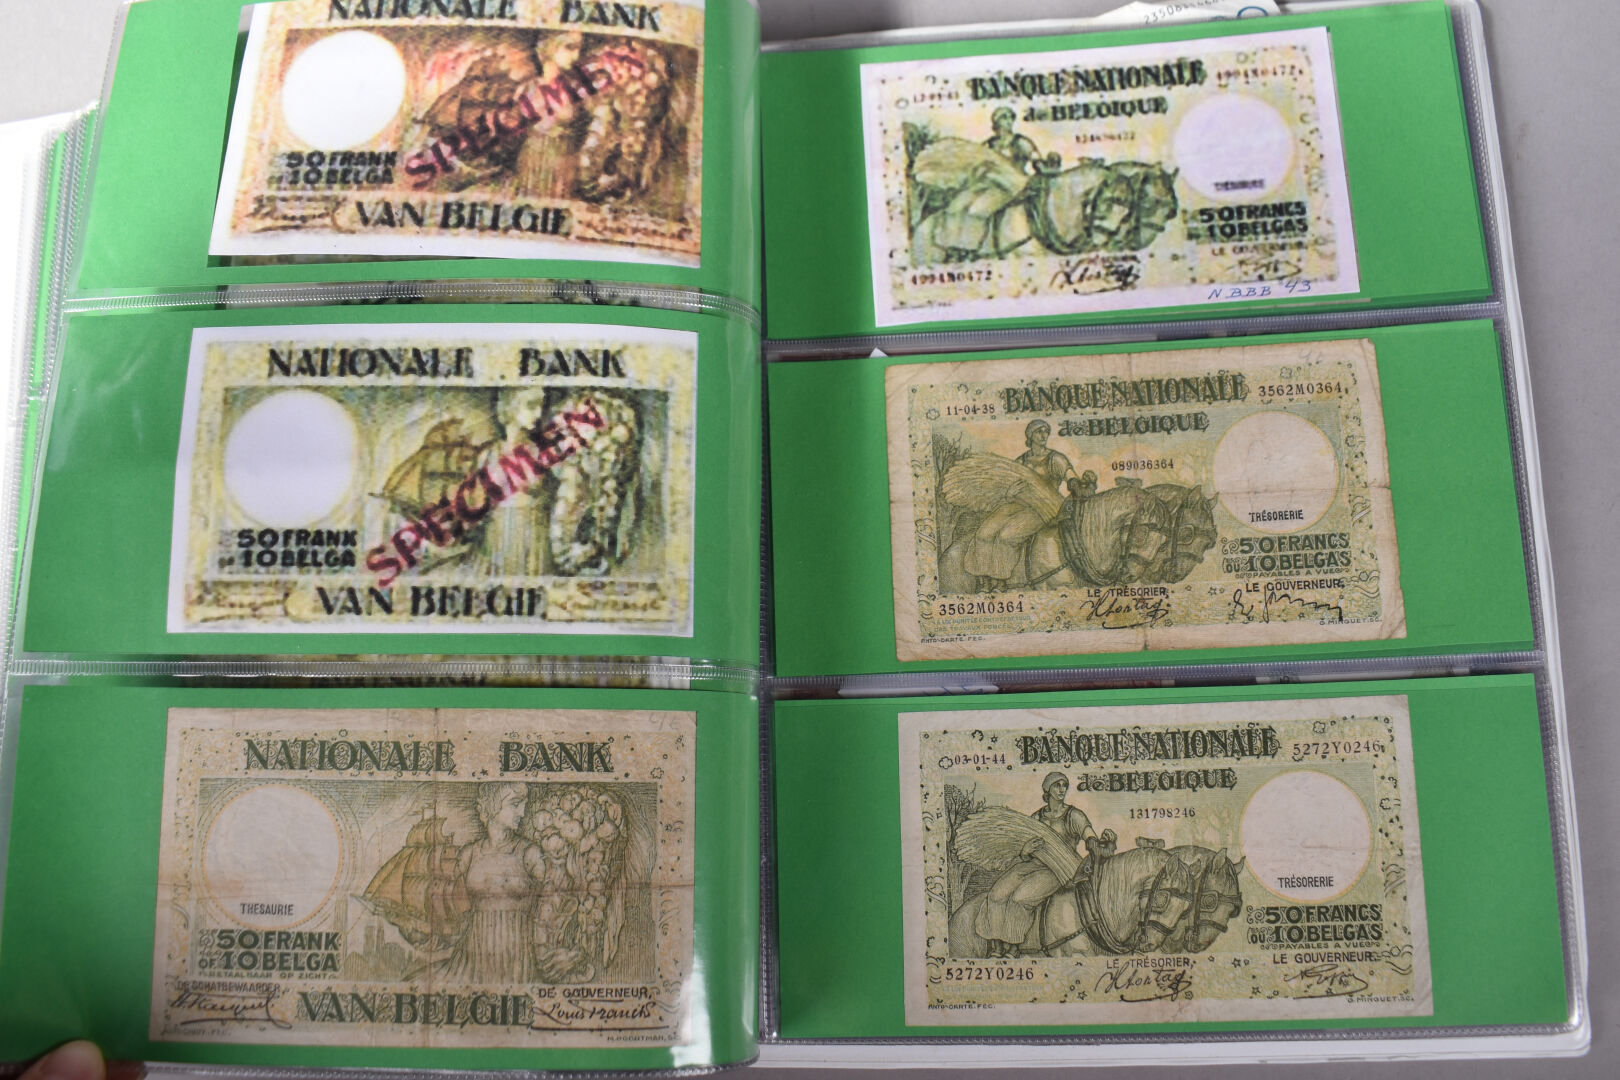 NATIONALE BANK
SPECIMEN
50 FRANK
OF 10 BELGA
VAN BELGIE
NATIONALE BANK
SPECIMEN
50 FRANK
OF 10 BELGA
VAN BELGIE
NATIONALE BANK
THESAURIE
50 FRANK
OF 10 BELGA
BETAALBAAR OP ZICHT
DE SCHATBEWAARDER,
DE GOUVERNEUR,
VAN BELGIE
BANQUE NATIONALE
499480472
de BELGIQUE
50 FRANCS
10 BELGAS
499480472
N BBB 43
BANQUE NATIONALE
11-04-38
3562M0364
de BELGIQUE
089036364
TRÉSORERIE
50 FRANCS
OU 10 BELGAS
PAYABLES A VUE
LE TRÉSORIER,
LE GOUVERNEUR,
3562M0364
G. MINGUET. SC.
03-01-44
BANQUE NATIONALE
5272Y0246
de BELGIQUE
131798246
TRÉSORERIE
50 FRANCS
OU 10 BELGAS
PAYABLES A VUE
LE TRÉSORIER,
LE GOUVERNEUR,
5272Y0246
G. MINGUET. SC.